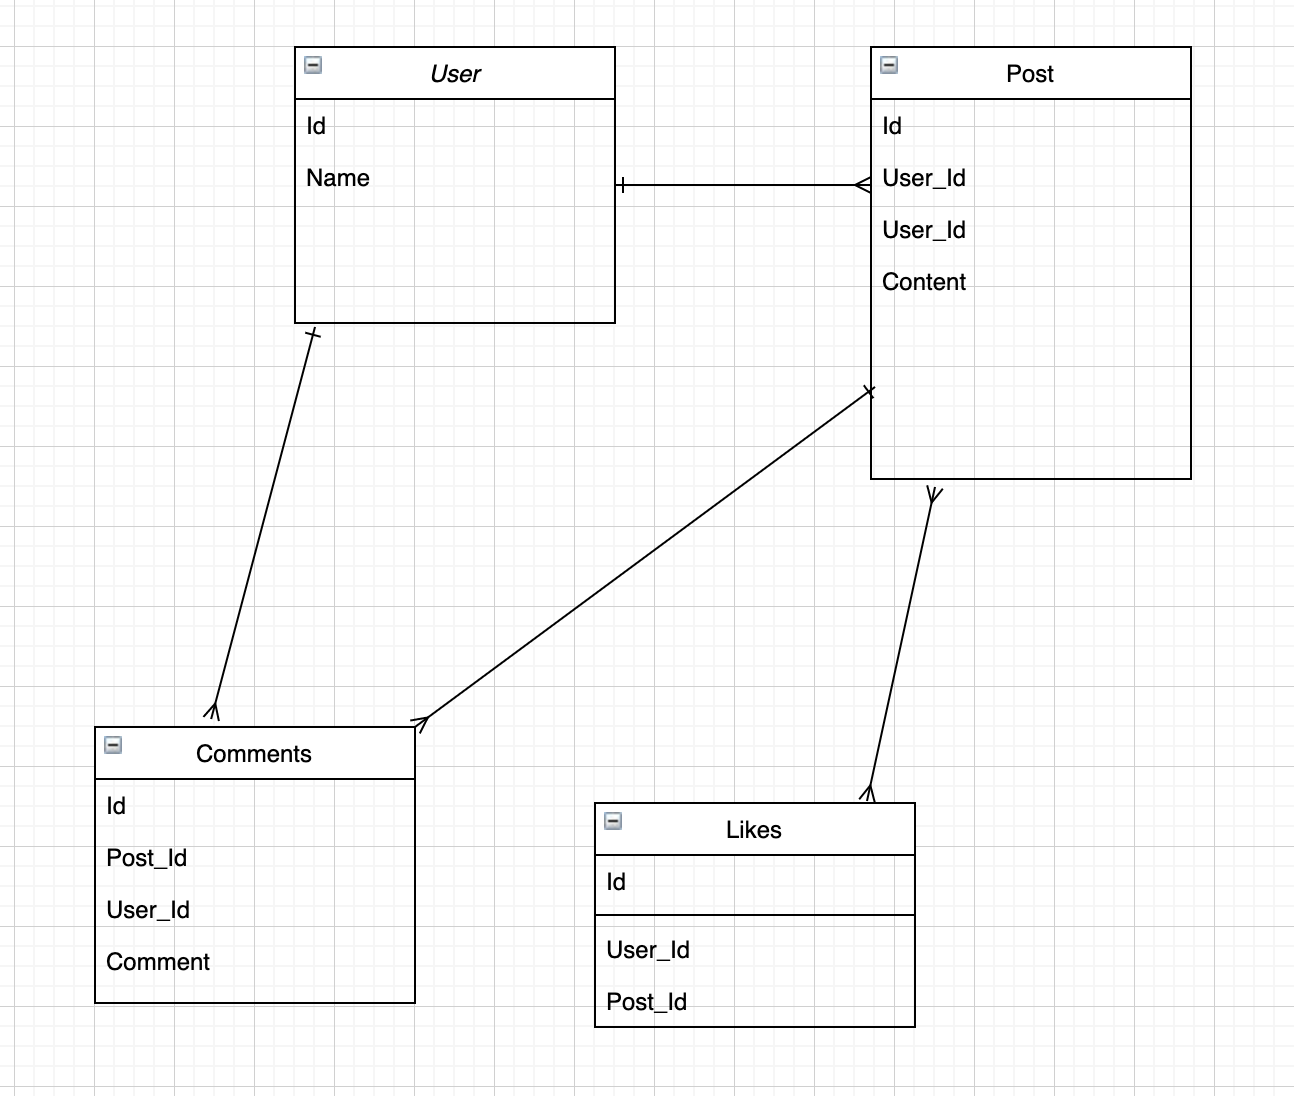 User
Id
Name
Post
Id
User_Id
User_Id
Content
Comments
Id
Post_Id
User_Id
Comment
Likes
Id
User_Id
Post_Id